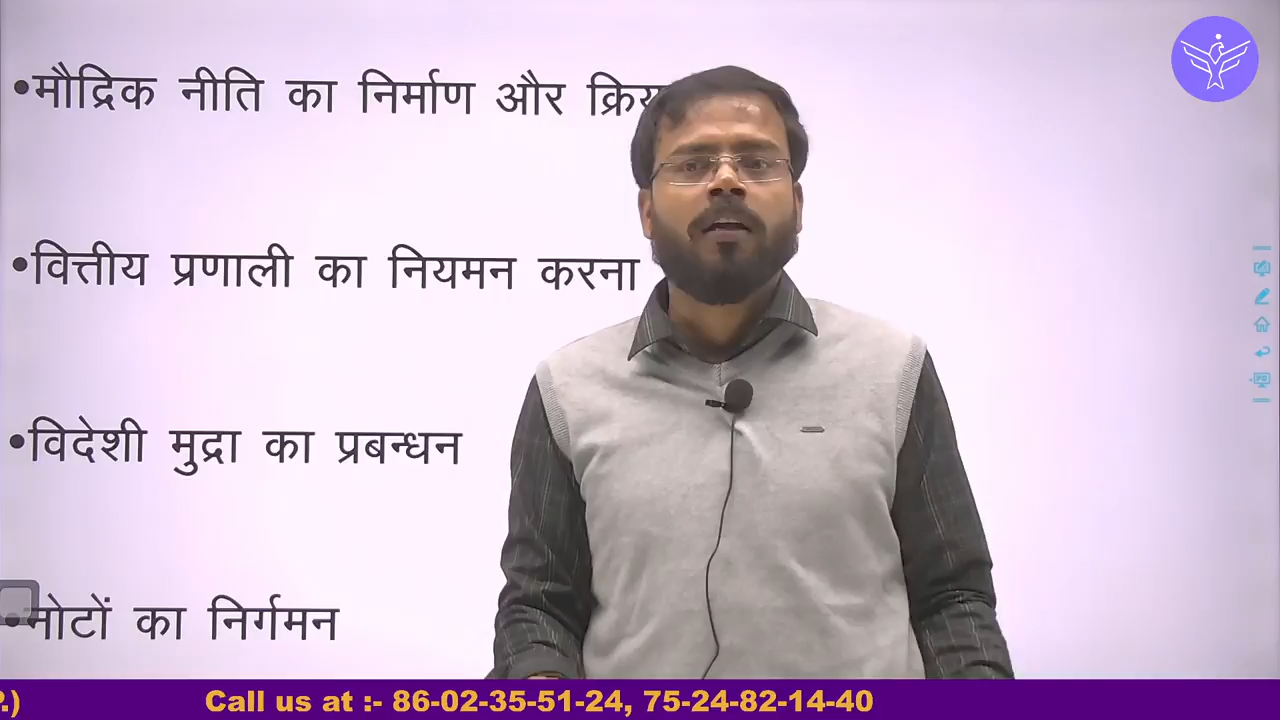 •मौद्रिक नीति का निर्माण और
•वित्तीय प्रणाली का नियमन करना
•विदेशी मुद्रा का प्रबन्धन
•नोटों का निर्गमन
.) Call us at :- 86-02-35-51-24, 75-24-82-14-40